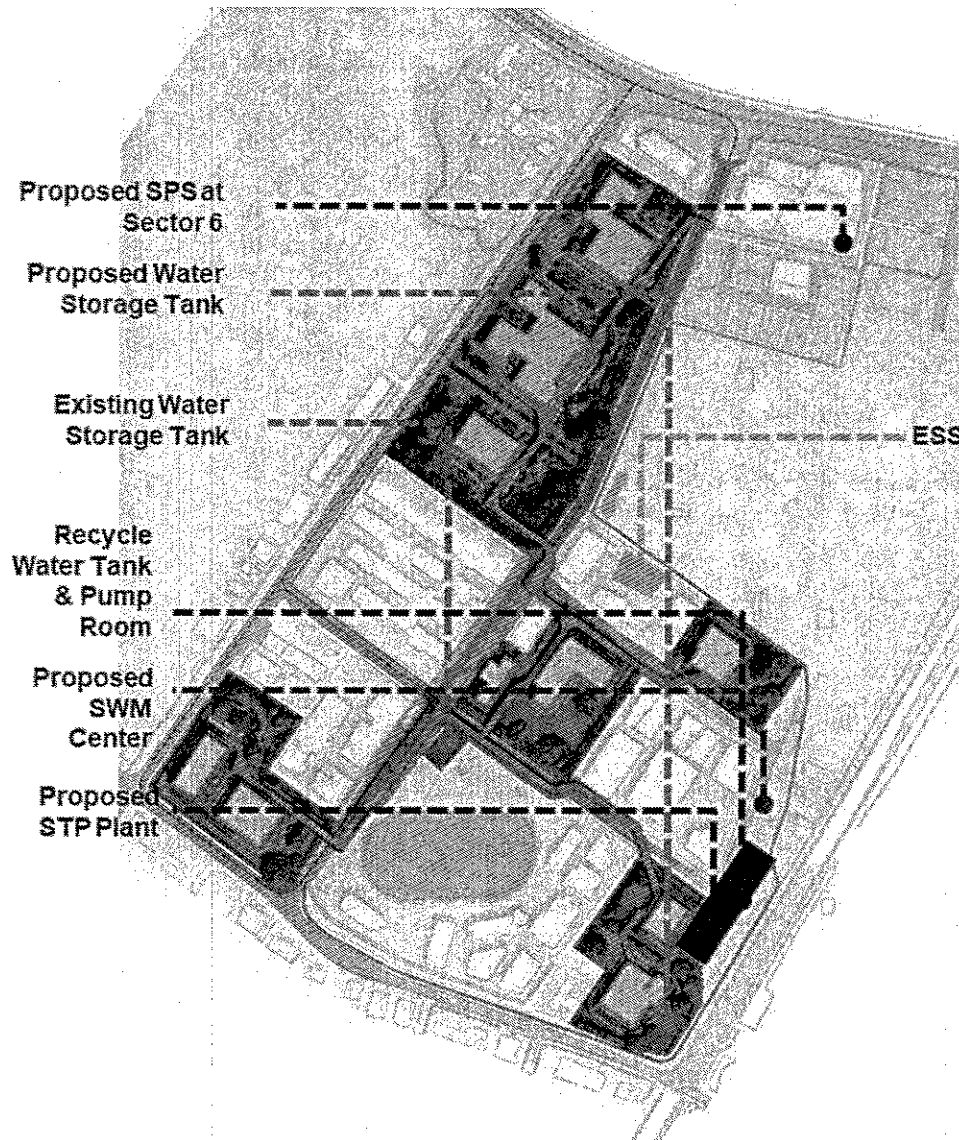 Proposed SPS at
Sector 6
Proposed Water
Storage Tank
Existing Water
Storage Tank
ESS
Recycle
Water Tank
& Pump
Room
Proposed
SWM
Center
Proposed
STP Plant